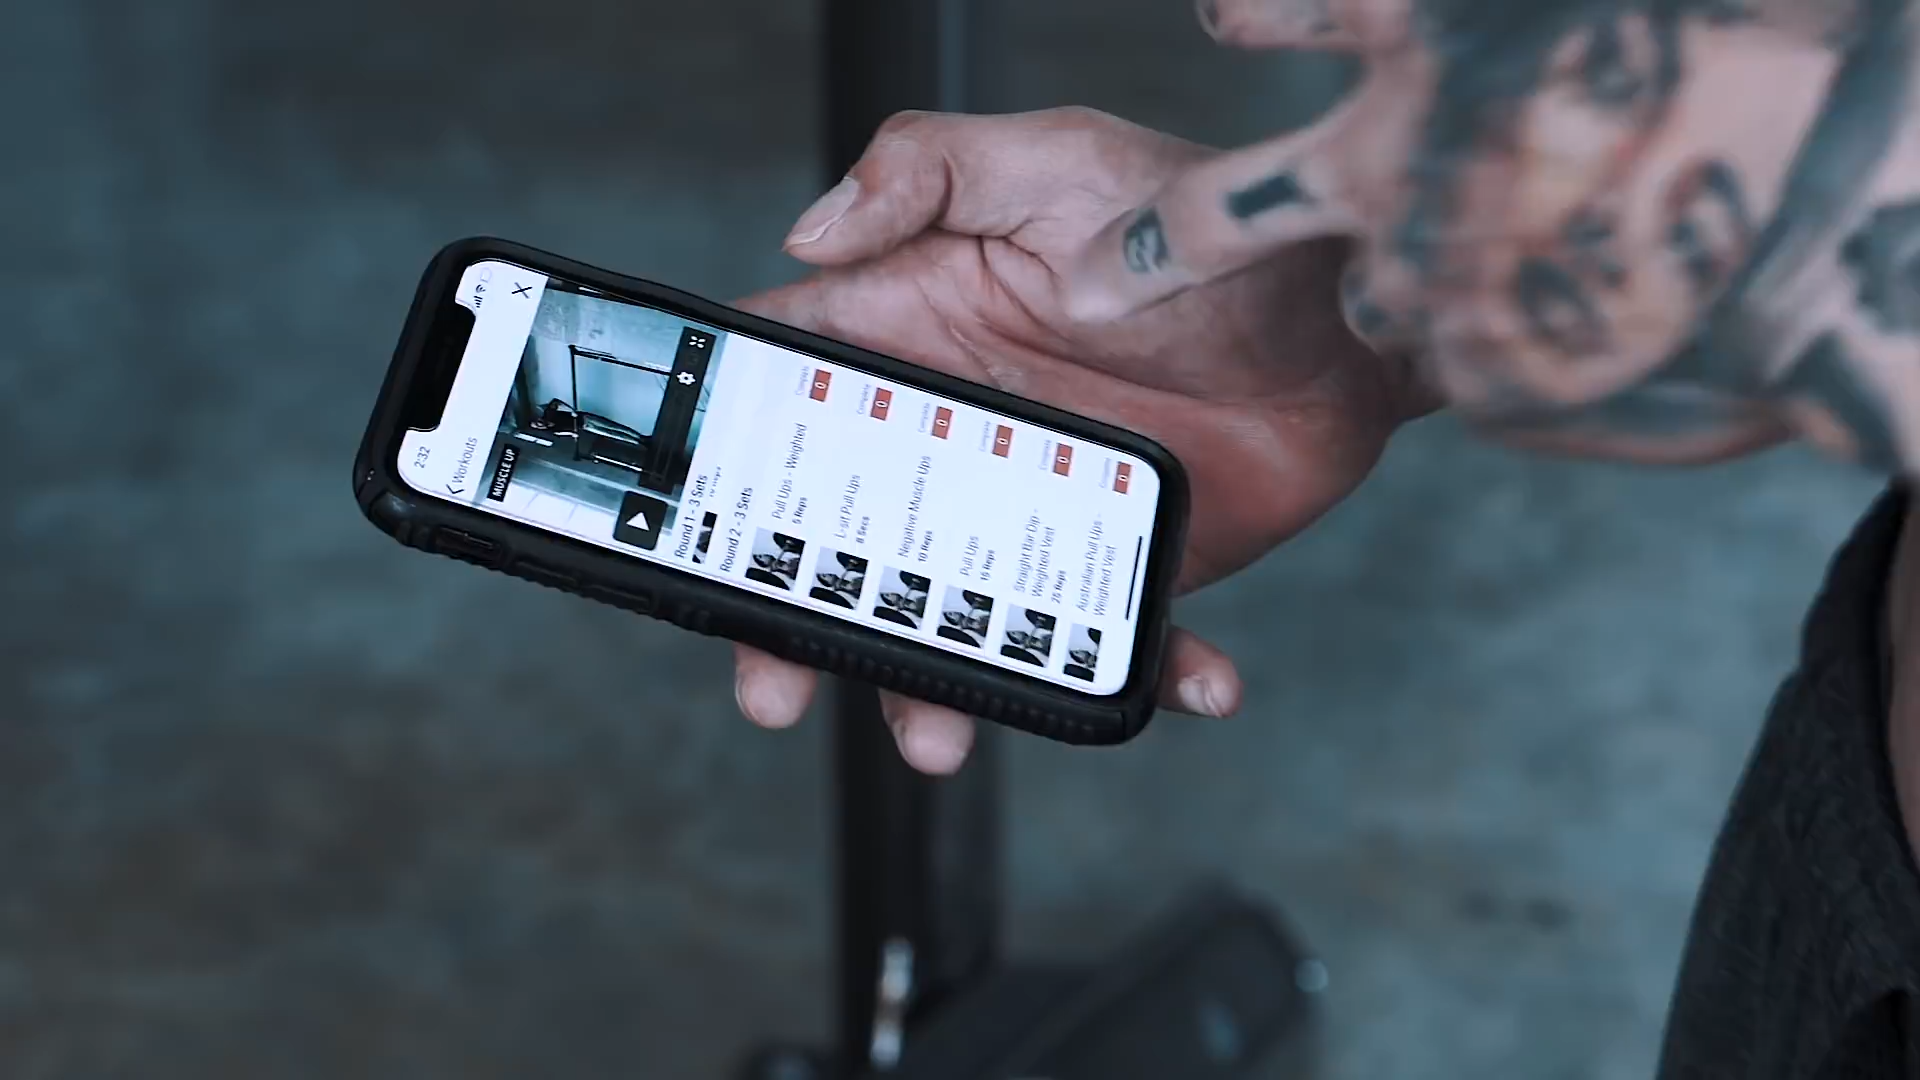 2:32
Workouts
MUSCLE UP
Round 1 - 3 Sets
Round 2 - 3 Sets
Pull Ups - Weighted
5 Reps
Complete
0
L-sit Pull Ups
8 Secs
Complete
0
Negative Muscle Ups
10 Reps
Complete
0
Pull Ups
15 Reps
Complete
0
Straight Bar Dip -
Weighted Vest
25 Reps
Complete
0
Australian Pull Ups -
Weighted Vest
Complete
0